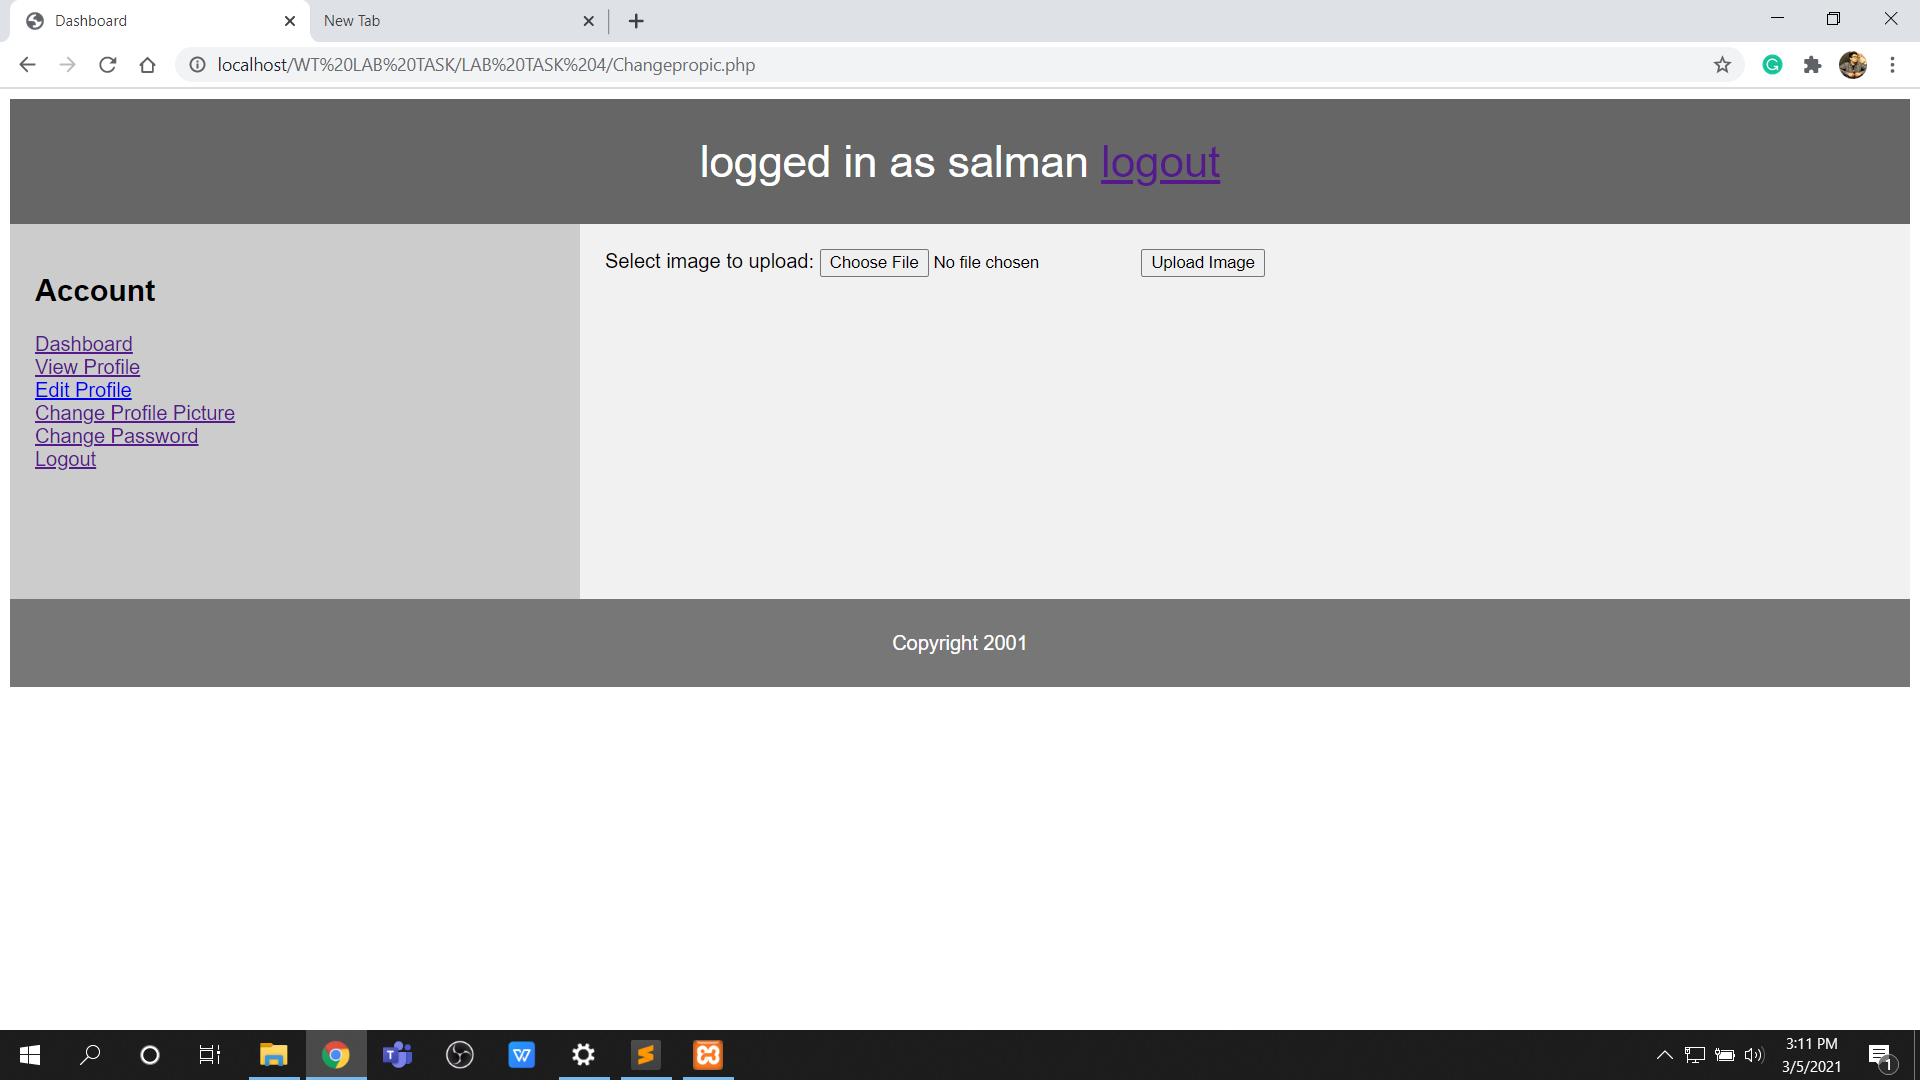 Dashboard
New Tab
localhost/WT%20LAB%20TASK/LAB%20TASK%204/Changepropic.php
logged in as salman logout
Account
Dashboard
View Profile
Edit Profile
Change Profile Picture
Change Password
Logout
Select image to upload: Choose File No file chosen Upload Image
Copyright 2001
3:11 PM
3/5/2021
1